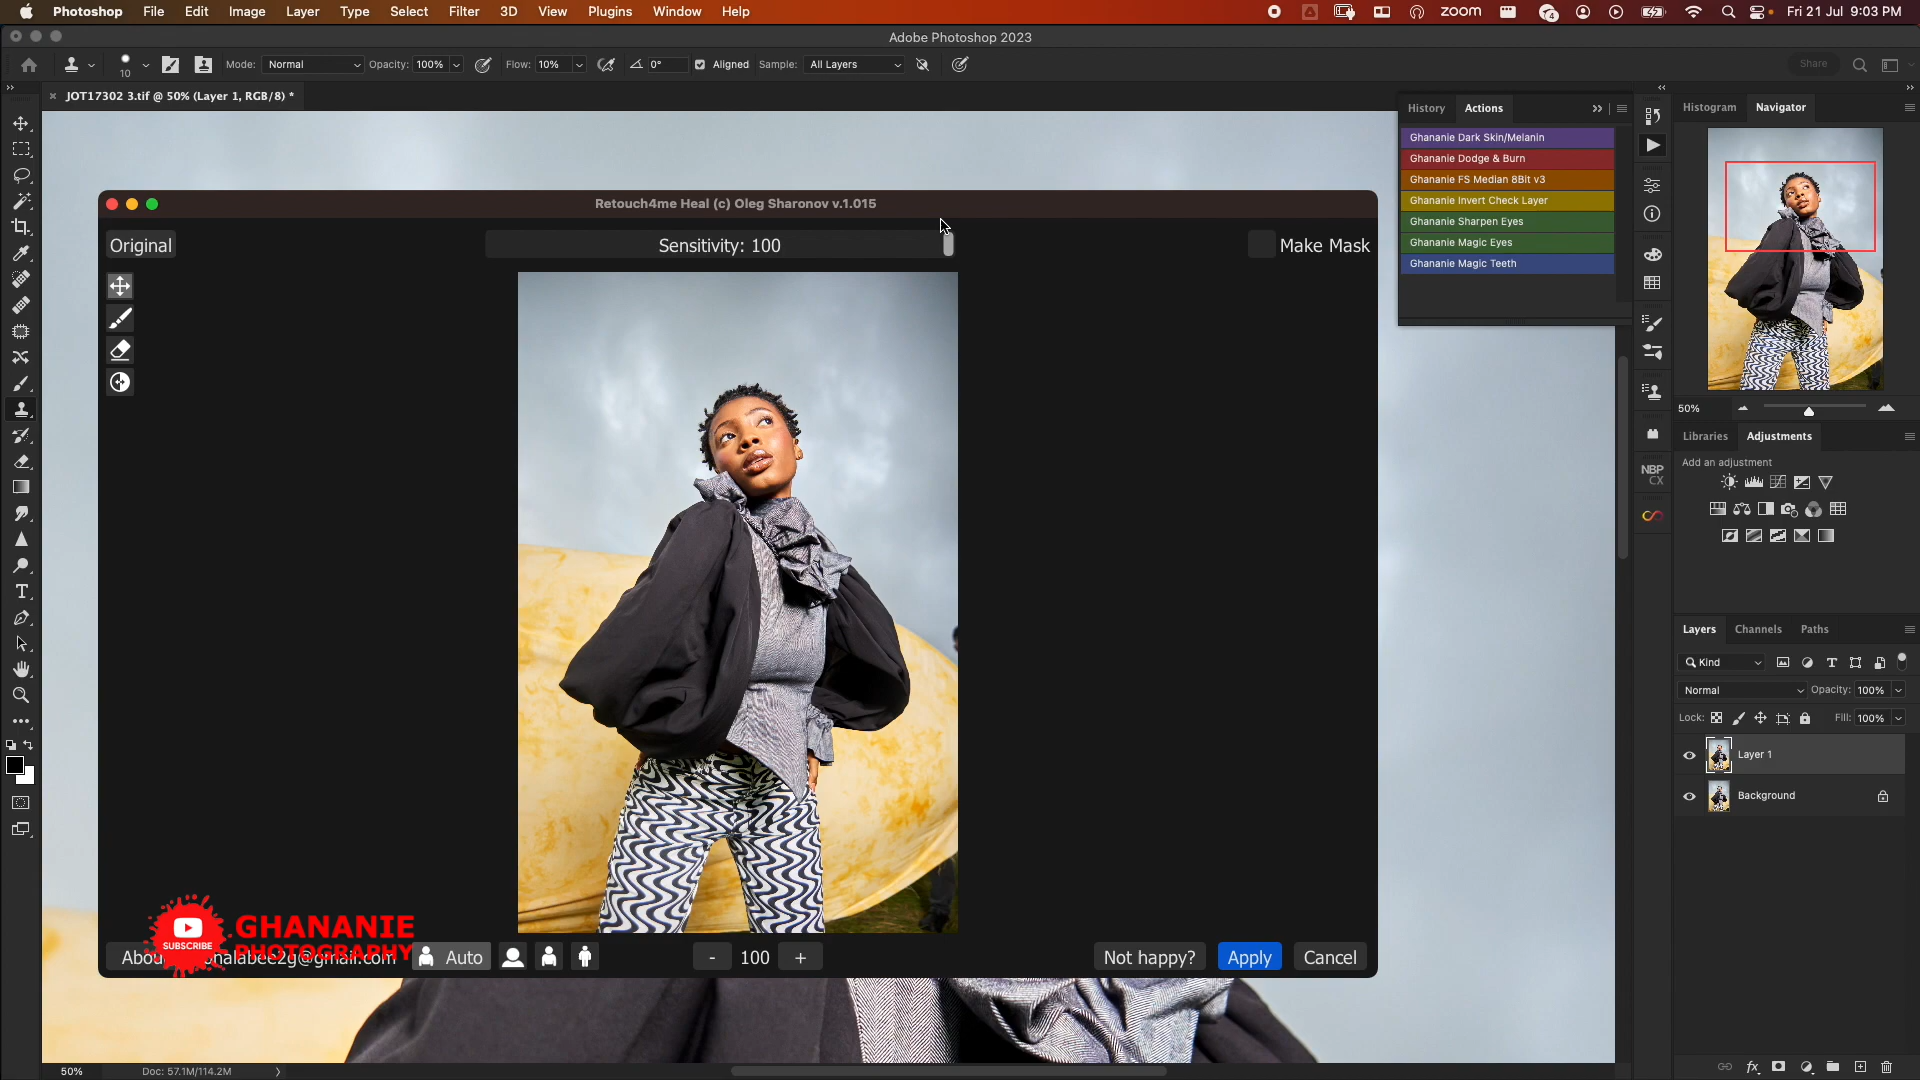 Photoshop File Edit Image Layer Type Select Filter 3D View Plugins Window Help zoom 4 Fri 21 Jul 9:03 PM
Adobe Photoshop 2023
10 Mode: Normal Opacity: 100% Flow: 10% 0° Aligned Sample: All Layers Share
JOT17302 3.tif @ 50% (Layer 1, RGB/8) *
History Actions
Histogram Navigator
Ghananie Dark Skin/Melanin
Ghananie Dodge & Burn
Ghananie FS Median 8Bit v3
Ghananie Invert Check Layer
Ghananie Sharpen Eyes
Ghananie Magic Eyes
Ghananie Magic Teeth
Retouch4me Heal (c) Oleg Sharonov v.1.015
Original Sensitivity: 100 Make Mask
50%
Libraries Adjustments
Add an adjustment
NBP
CX
Layers Channels Paths
Kind
Normal Opacity: 100%
Lock: Fill: 100%
Layer 1
Background
SUBSCRIBE
GHANANIE
PHOTOGRAPHY
Auto - 100 + Not happy? Apply Cancel
50% Doc: 57.1M/114.2M
fx